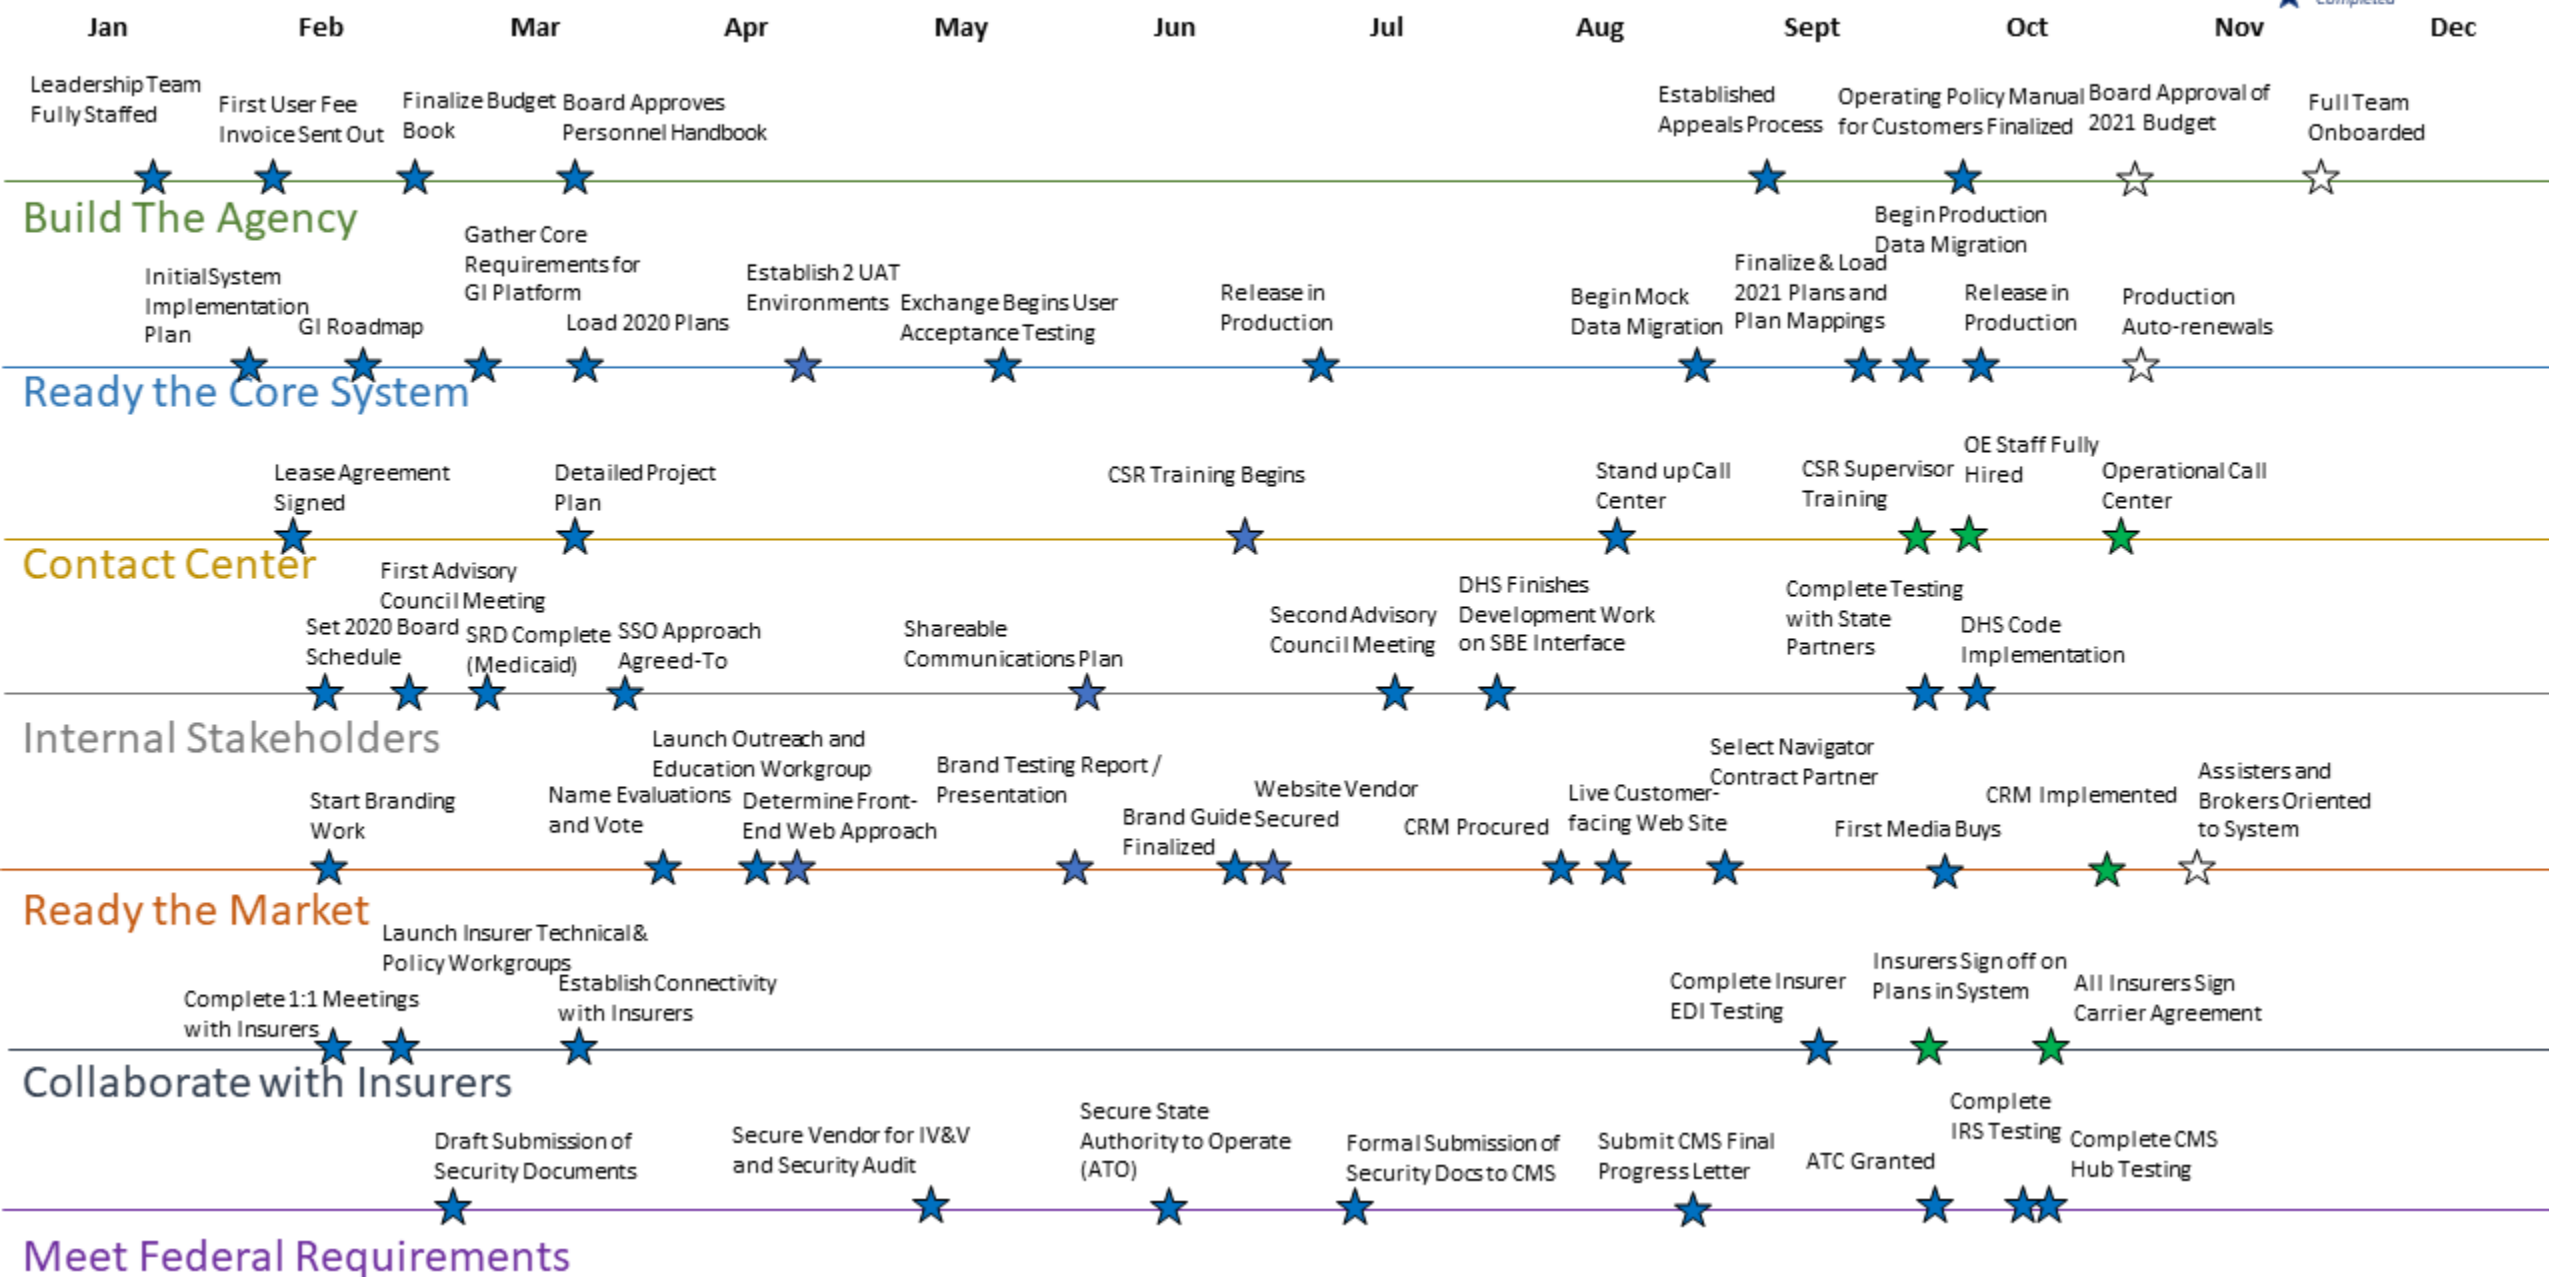 Completed
Jan Feb Mar Apr May Jun Jul Aug Sept Oct Nov Dec
Leadership Team
Fully Staffed
First User Fee
Invoice Sent Out
Finalize Budget
Book
Board Approves
Personnel Handbook
Established
Appeals Process
Operating Policy Manual
for Customers Finalized
Board Approval of
2021 Budget
Full Team
Onboarded
Build The Agency
Initial System
Implementation
Plan
GI Roadmap
Gather Core
Requirements for
GI Platform
Load 2020 Plans
Establish 2 UAT
Environments
Exchange Begins User
Acceptance Testing
Release in
Production
Begin Mock
Data Migration
Finalize & Load
2021 Plans and
Plan Mappings
Begin Production
Data Migration
Release in
Production
Production
Auto-renewals
Ready the Core System
Lease Agreement
Signed
Detailed Project
Plan
CSR Training Begins
Stand up Call
Center
CSR Supervisor
Training
OE Staff Fully
Hired
Operational Call
Center
Contact Center
Set 2020 Board
Schedule
First Advisory
Council Meeting
SRD Complete
(Medicaid)
SSO Approach
Agreed-To
Shareable
Communications Plan
Second Advisory
Council Meeting
DHS Finishes
Development Work
on SBE Interface
Complete Testing
with State
Partners
DHS Code
Implementation
Internal Stakeholders
Start Branding
Work
Name Evaluations
and Vote
Launch Outreach and
Education Workgroup
Determine Front-
End Web Approach
Brand Testing Report /
Presentation
Brand Guide
Finalized
Website Vendor
Secured
CRM Procured
Live Customer-
facing Web Site
Select Navigator
Contract Partner
First Media Buys
CRM Implemented
Assisters and
Brokers Oriented
to System
Ready the Market
Complete 1:1 Meetings
with Insurers
Launch Insurer Technical &
Policy Workgroups
Establish Connectivity
with Insurers
Complete Insurer
EDI Testing
Insurers Sign off on
Plans in System
All Insurers Sign
Carrier Agreement
Collaborate with Insurers
Draft Submission of
Security Documents
Secure Vendor for IV&V
and Security Audit
Secure State
Authority to Operate
(ATO)
Formal Submission of
Security Docs to CMS
Submit CMS Final
Progress Letter
ATC Granted
Complete
IRS Testing
Complete CMS
Hub Testing
Meet Federal Requirements